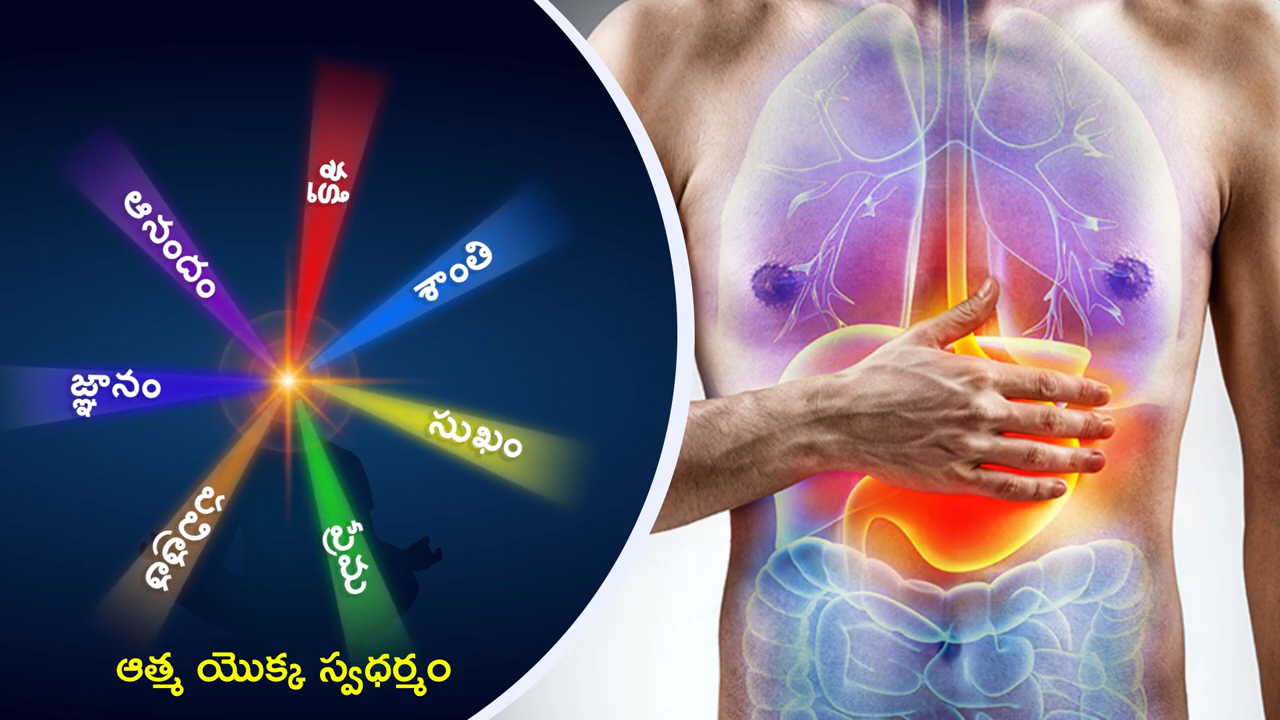 శక్తి
శాంతి
సుఖం
ప్రేమ
పవిత్రత
జ్ఞానం
ఆనందం
ఆత్మ యొక్క స్వధర్మం